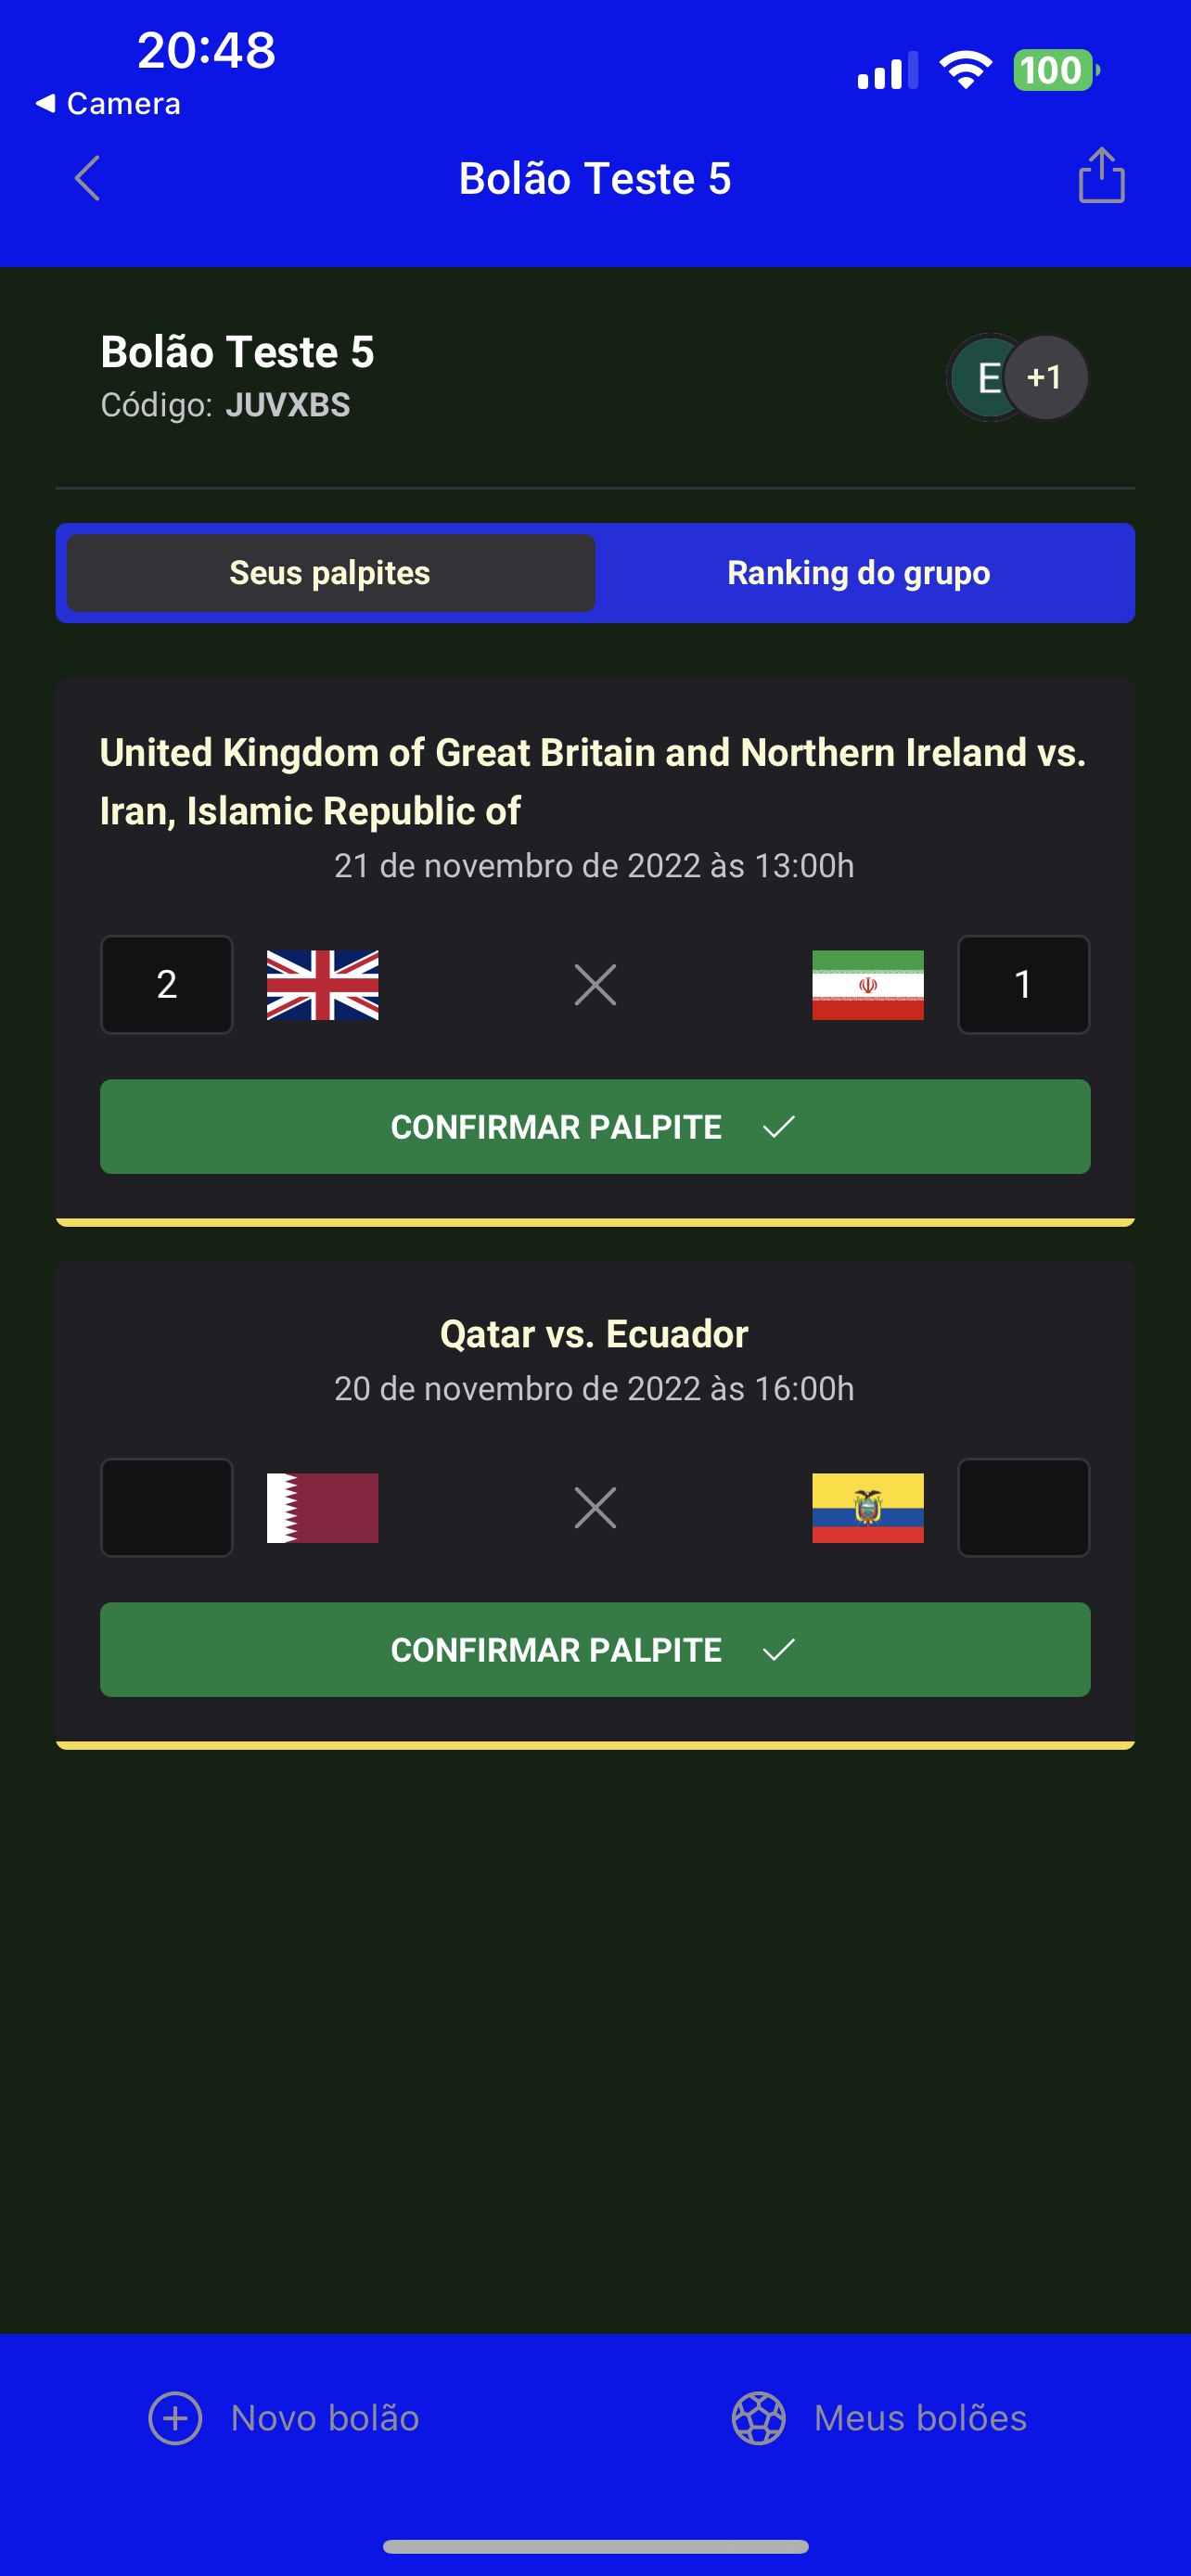 20:48
100
◀ Camera
Bolão Teste 5
Bolão Teste 5
Código: JUVXBS
E +1
Seus palpites
Ranking do grupo
United Kingdom of Great Britain and Northern Ireland vs.
Iran, Islamic Republic of
21 de novembro de 2022 às 13:00h
2
1
CONFIRMAR PALPITE
Qatar vs. Ecuador
20 de novembro de 2022 às 16:00h
CONFIRMAR PALPITE
Novo bolão
Meus bolões